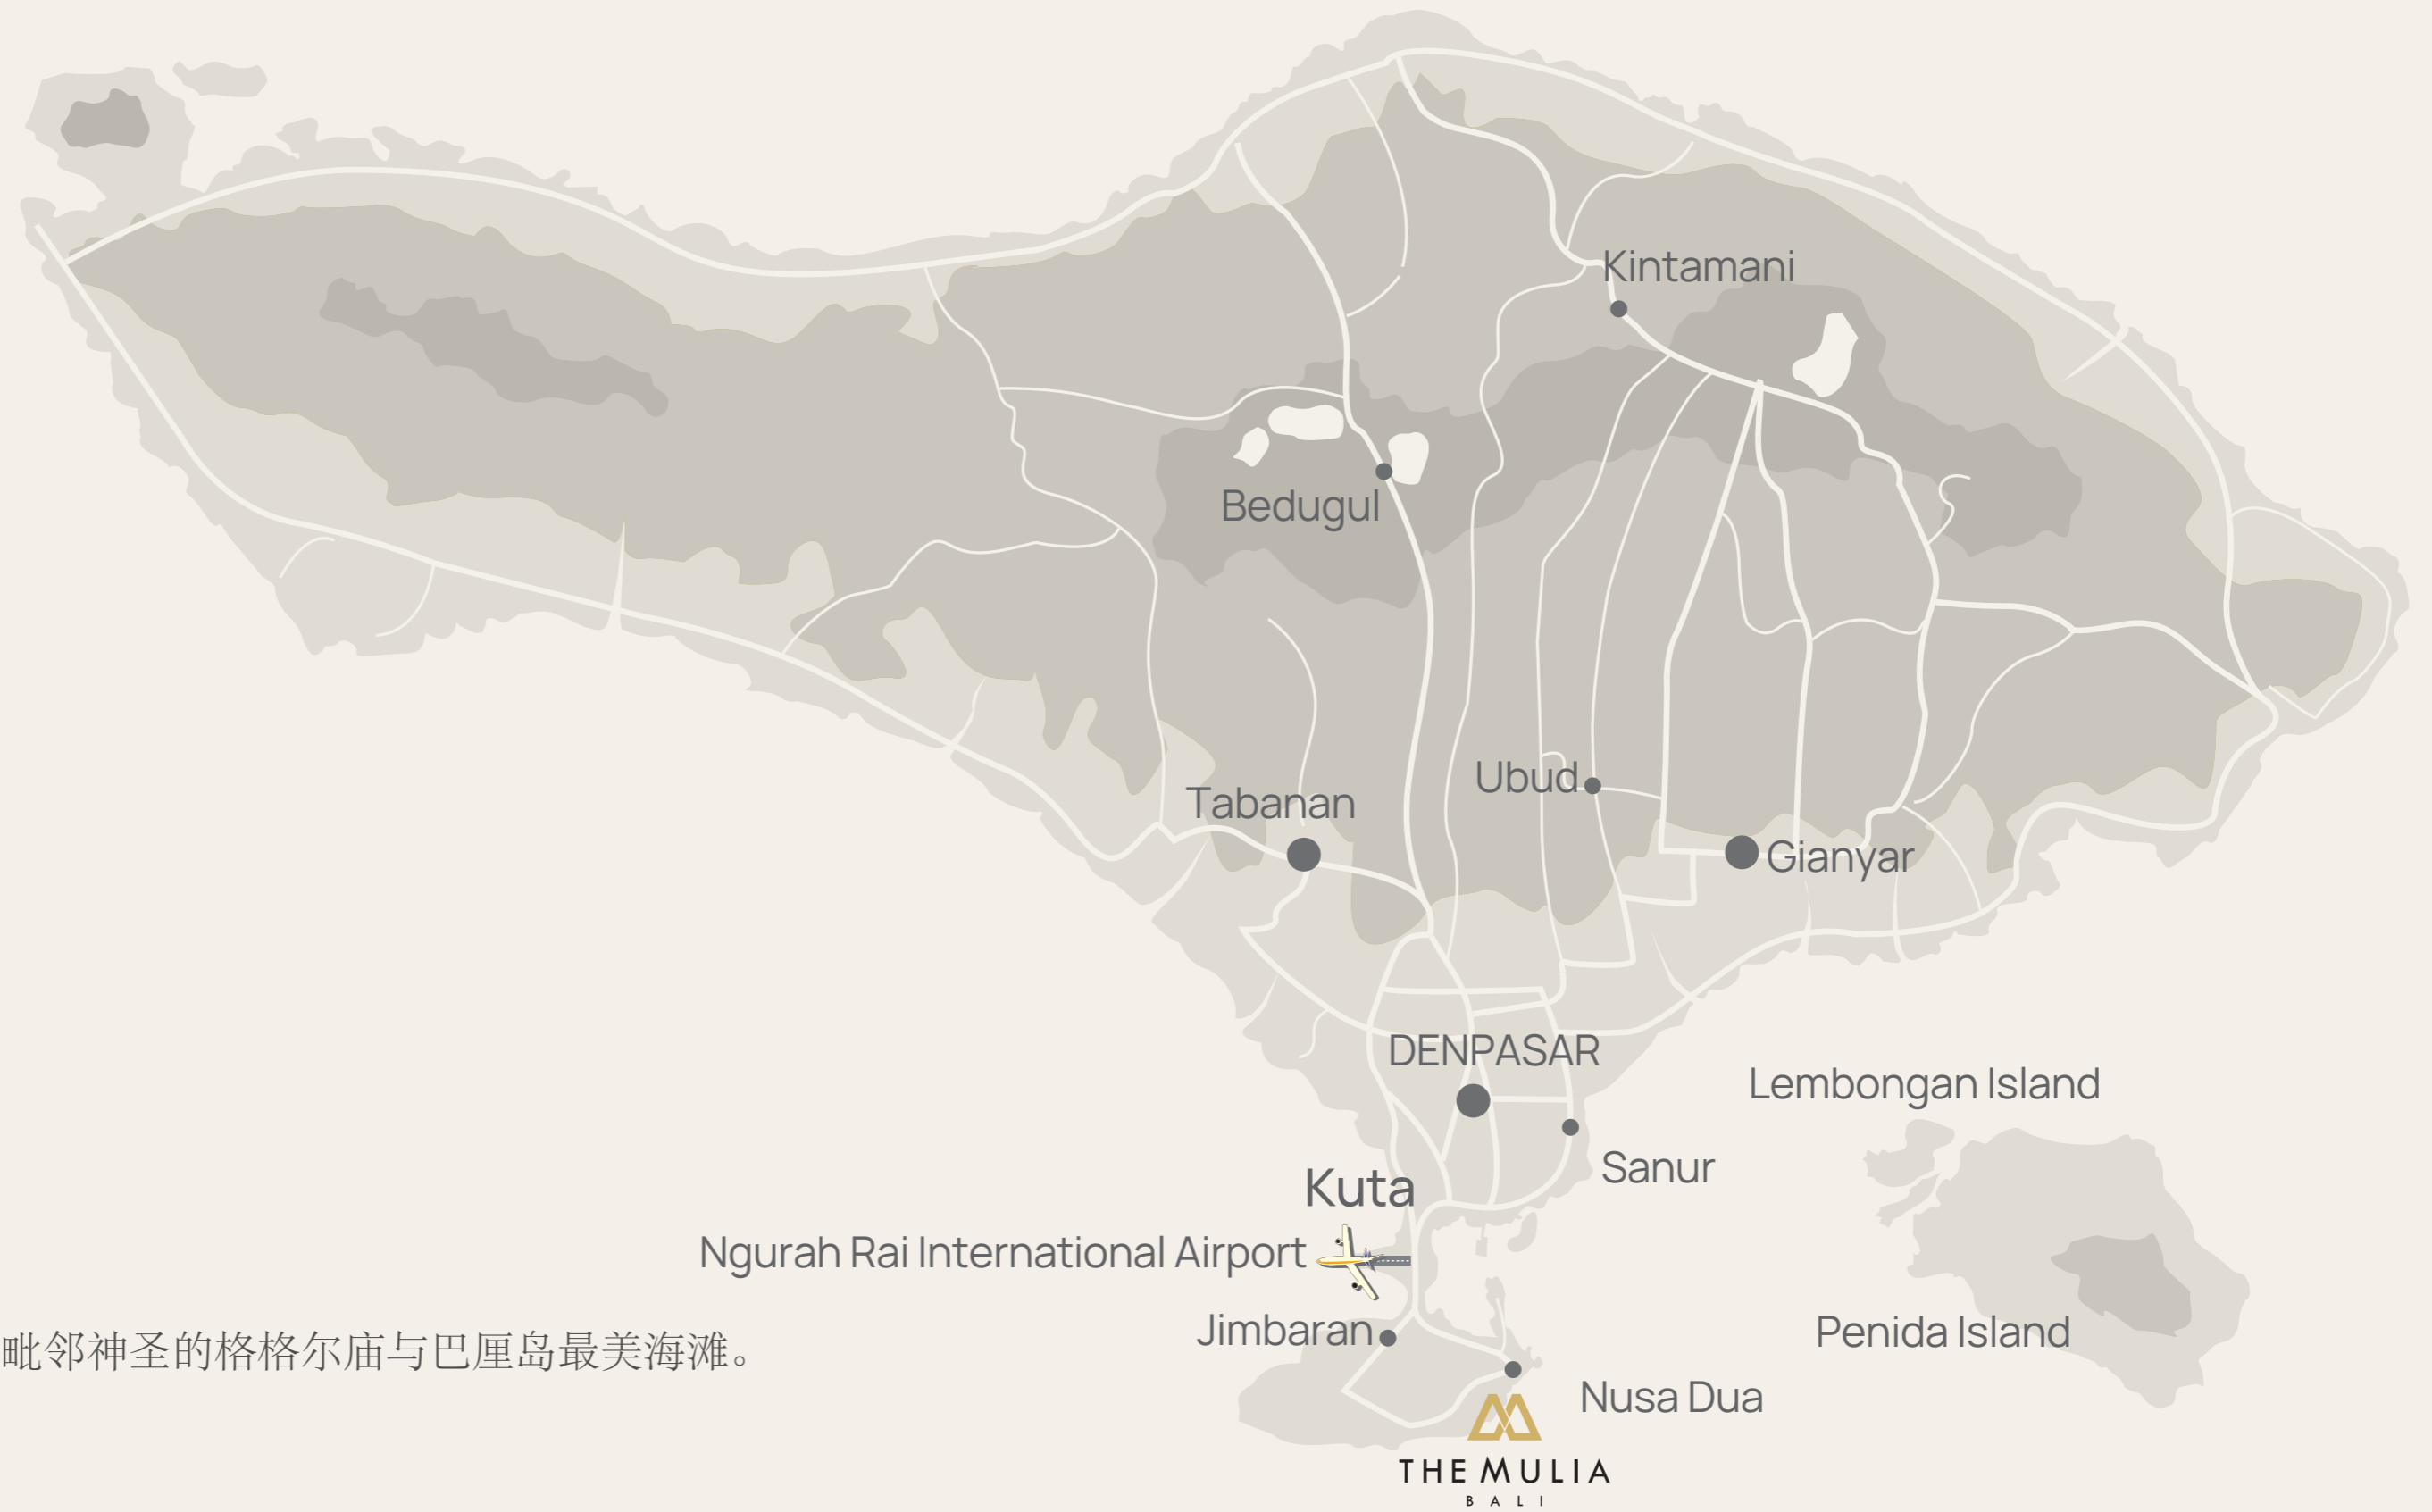 Kintamani
Bedugul
Ubud
Tabanan
Gianyar
DENPASAR
Lembongan Island
Sanur
Kuta
Ngurah Rai International Airport
Jimbaran
Penida Island
毗邻神圣的格格尔庙与巴厘岛最美海滩。
Nusa Dua
THE MULIA
BALI